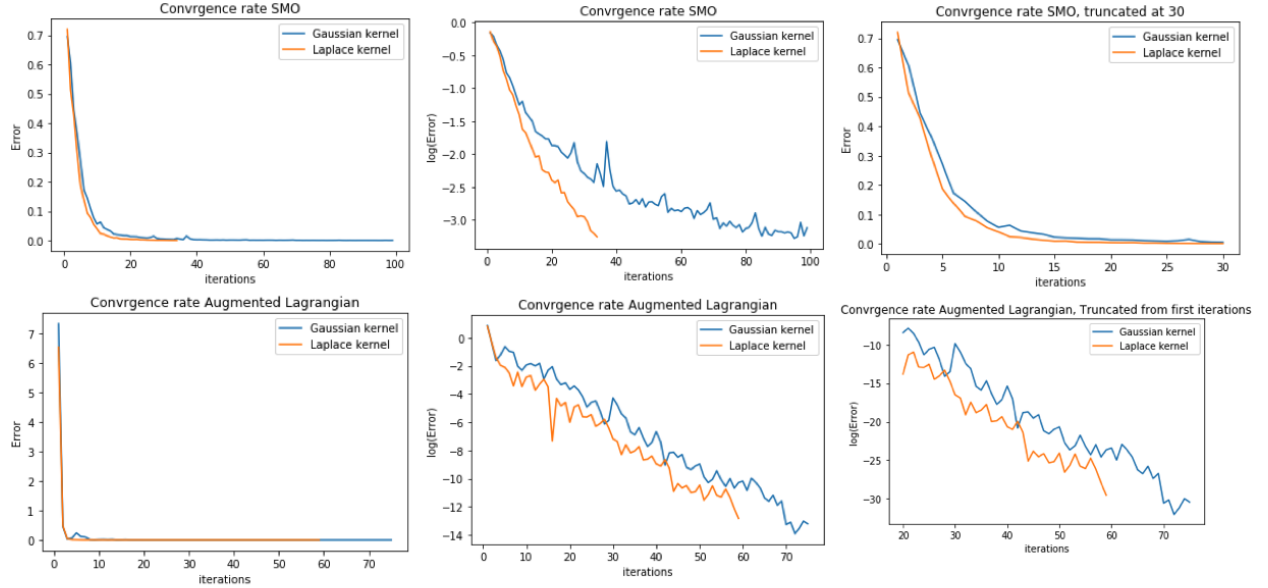 Convrgence rate SMO
Error
0.7
0.6
0.5
0.4
0.3
0.2
0.1
0.0
Gaussian kernel
Laplace kernel
0 20 40 60 80 100
iterations
Convrgence rate SMO
log(Error)
0.0
−0.5
−1.0
−1.5
−2.0
−2.5
−3.0
Gaussian kernel
Laplace kernel
0 20 40 60 80 100
iterations
Convrgence rate SMO, truncated at 30
Error
0.7
0.6
0.5
0.4
0.3
0.2
0.1
0.0
Gaussian kernel
Laplace kernel
0 5 10 15 20 25 30
iterations
Convrgence rate Augmented Lagrangian
Error
7
6
5
4
3
2
1
0
Gaussian kernel
Laplace kernel
0 10 20 30 40 50 60 70
iterations
Convrgence rate Augmented Lagrangian
log(Error)
0
−2
−4
−6
−8
−10
−12
−14
Gaussian kernel
Laplace kernel
0 10 20 30 40 50 60 70
iterations
Convrgence rate Augmented Lagrangian, Truncated from first iterations
log(Error)
−10
−15
−20
−25
−30
Gaussian kernel
Laplace kernel
20 30 40 50 60 70
iterations